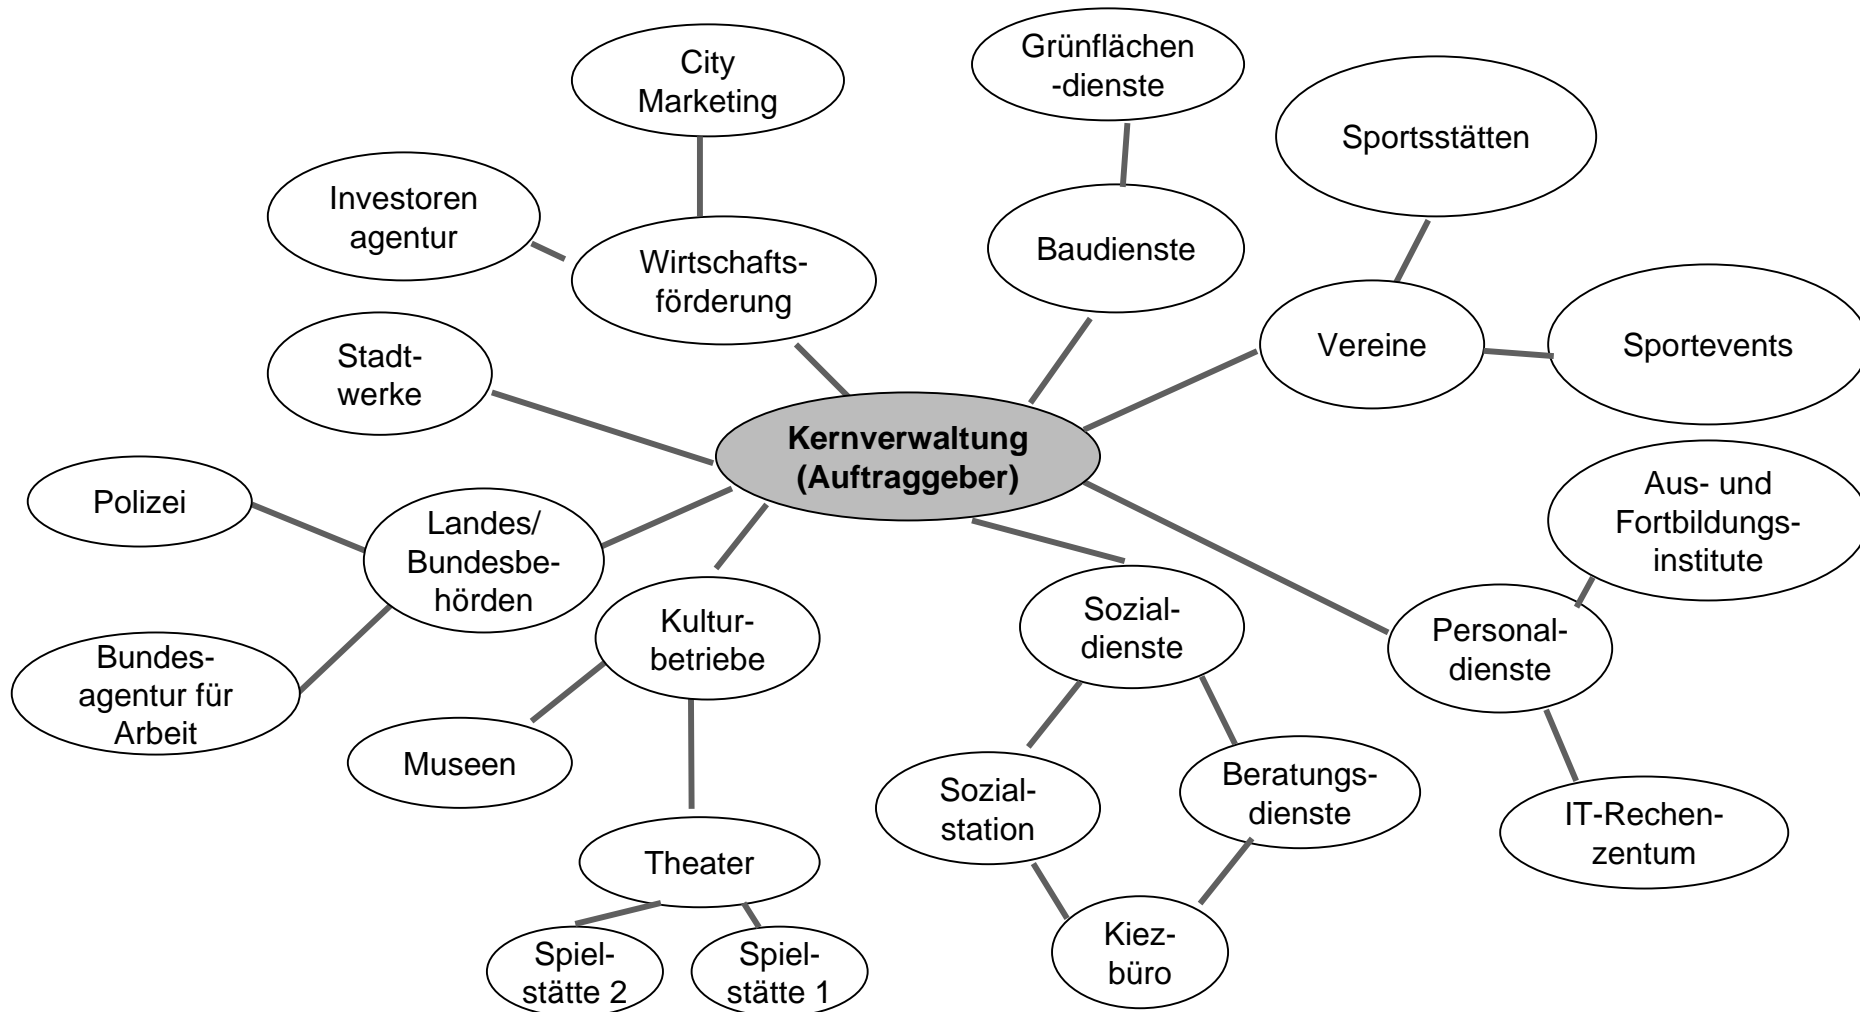 City
Marketing
Grünflächen
-dienste
Sportsstätten
Investoren
agentur
Wirtschafts-
förderung
Baudienste
Vereine
Sportevents
Stadt-
werke
Kernverwaltung
(Auftraggeber)
Polizei
Landes/
Bundesbe-
hörden
Aus- und
Fortbildungs-
institute
Kultur-
betriebe
Sozial-
dienste
Personal-
dienste
Bundes-
agentur für
Arbeit
Museen
Sozial-
station
Beratungs-
dienste
IT-Rechen-
zentum
Theater
Kiez-
büro
Spiel-
stätte 2
Spiel-
stätte 1